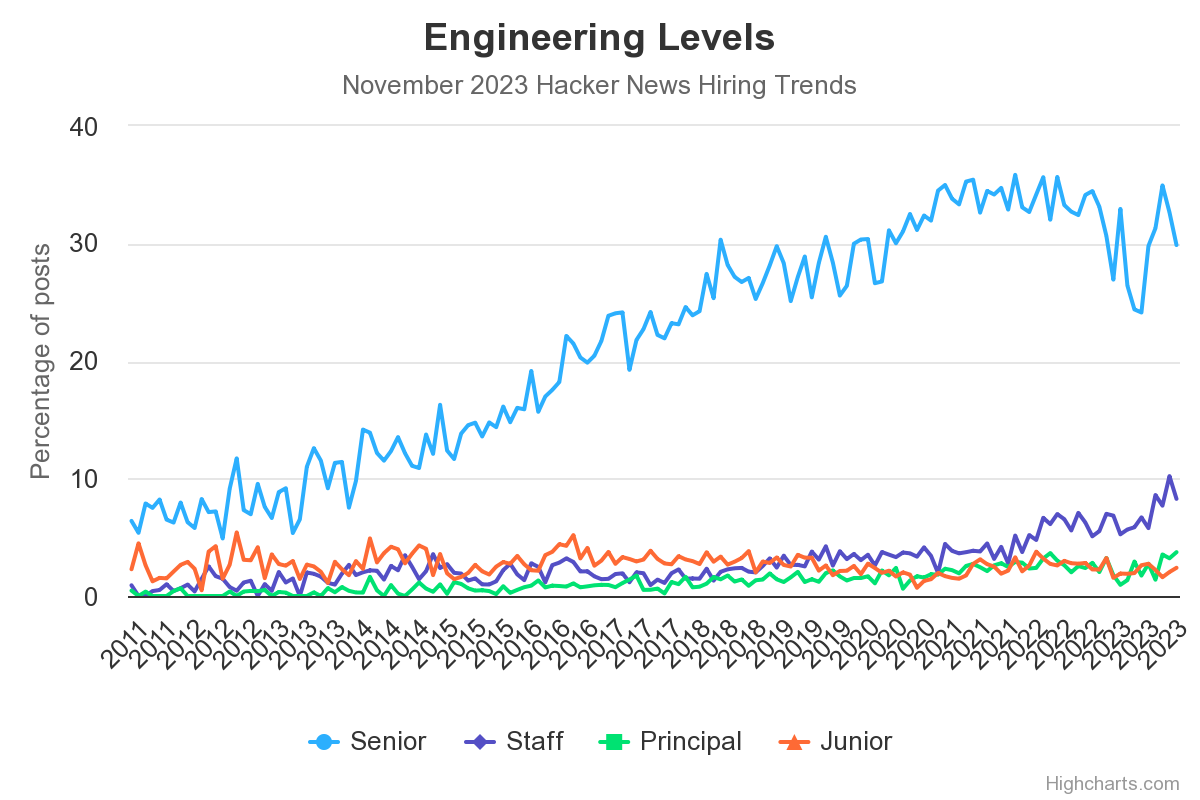 Engineering Levels
November 2023 Hacker News Hiring Trends
Percentage of posts
40
30
20
10
0
2011 2011 2012 2012 2012 2013 2013 2013 2014 2014 2014 2015 2015 2015 2016 2016 2016 2017 2017 2017 2018 2018 2018 2019 2019 2019 2020 2020 2020 2021 2021 2021 2022 2022 2022 2023 2023 2023
Senior Staff Principal Junior
Highcharts.com